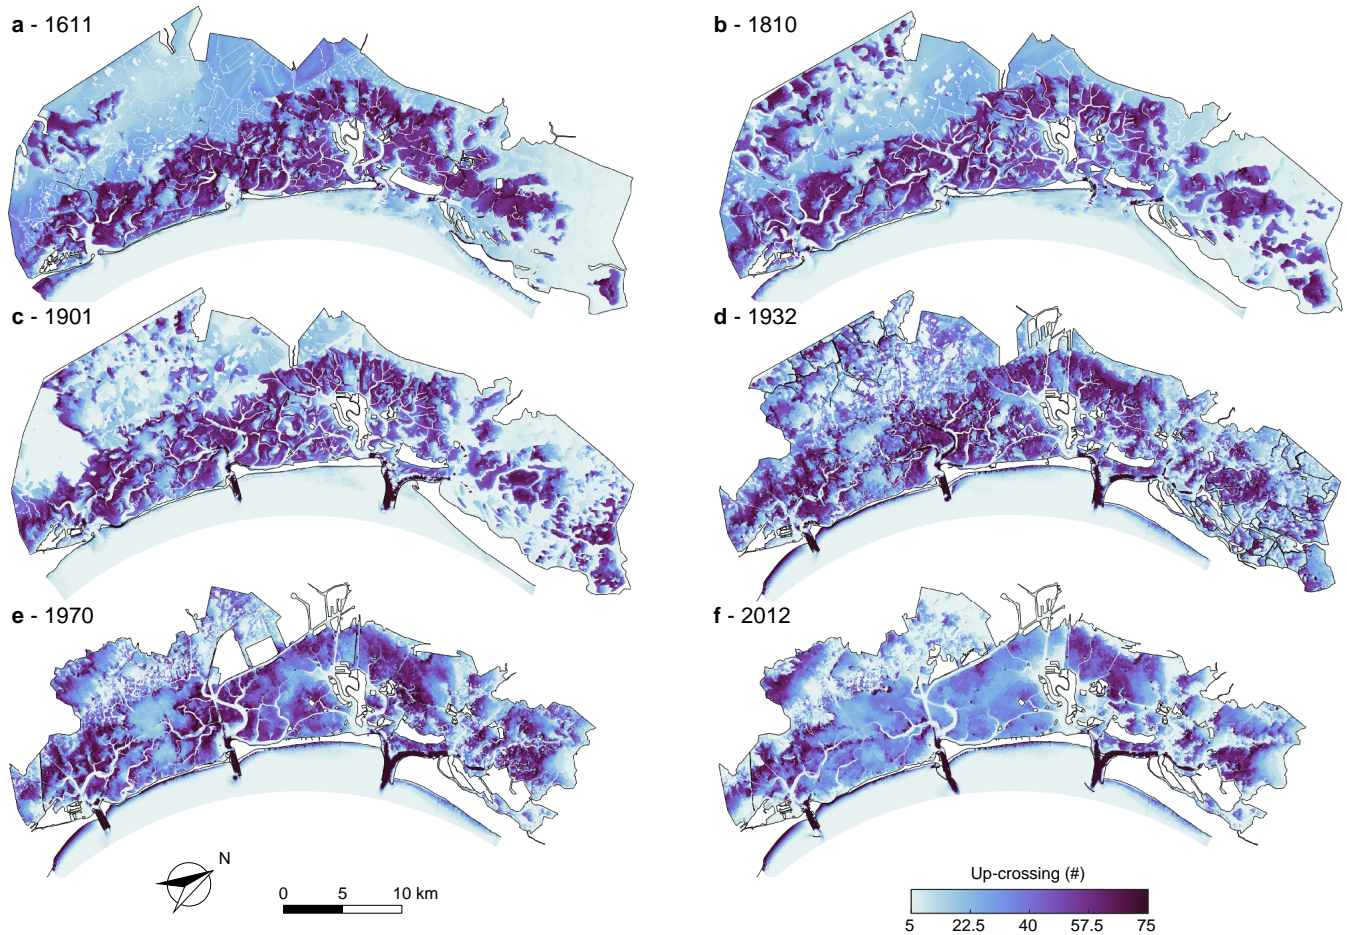 a - 1611
b - 1810
c - 1901
d - 1932
e - 1970
f - 2012
N
0 5 10 km
Up-crossing (#)
5 22.5 40 57.5 75